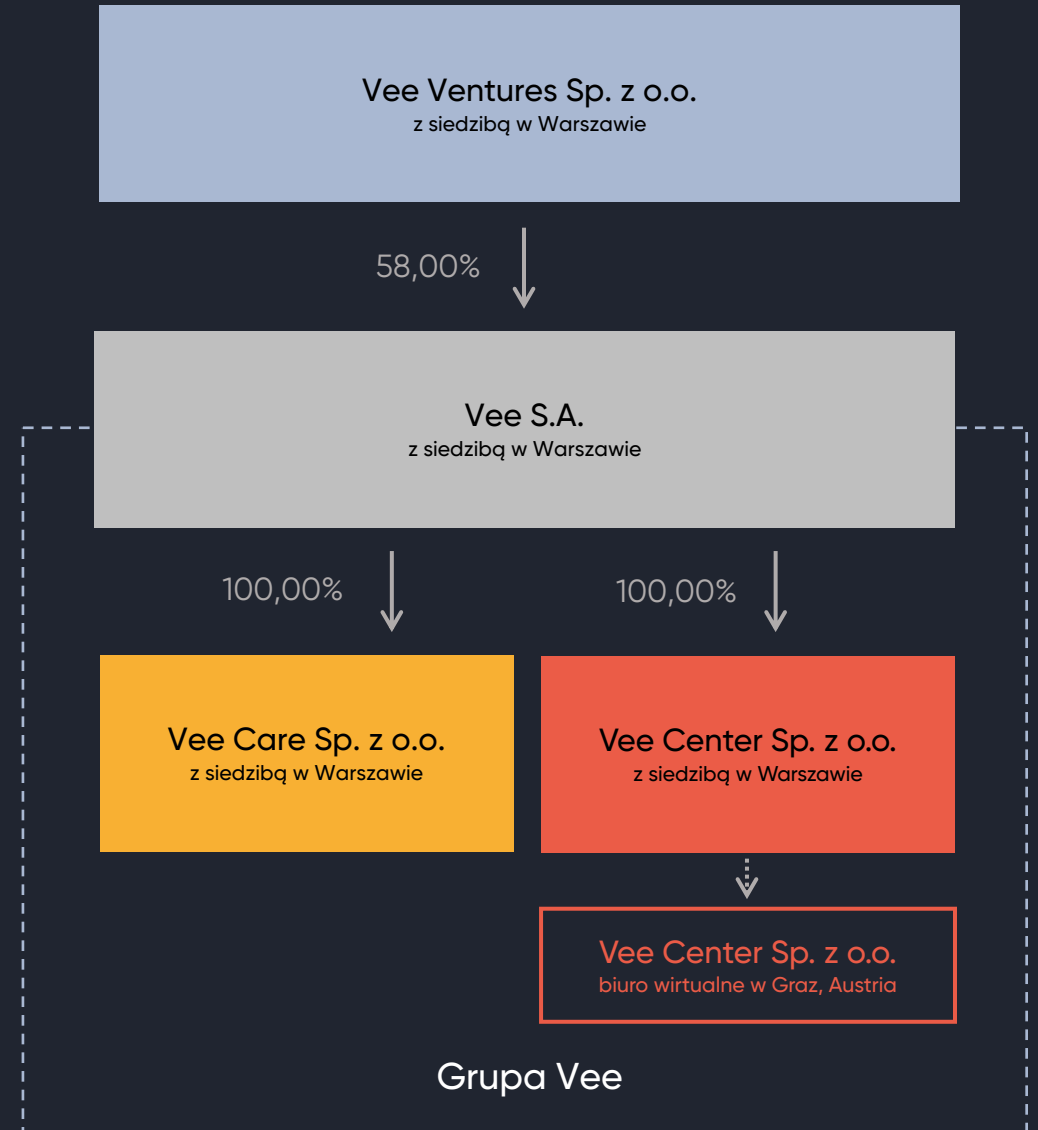 Vee Ventures Sp. z o.o.
z siedzibą w Warszawie
58,00%
Vee S.A.
z siedzibą w Warszawie
100,00%
100,00%
Vee Care Sp. z o.o.
z siedzibą w Warszawie
Vee Center Sp. z o.o.
z siedzibą w Warszawie
Vee Center Sp. z o.o.
biuro wirtualne w Graz, Austria
Grupa Vee